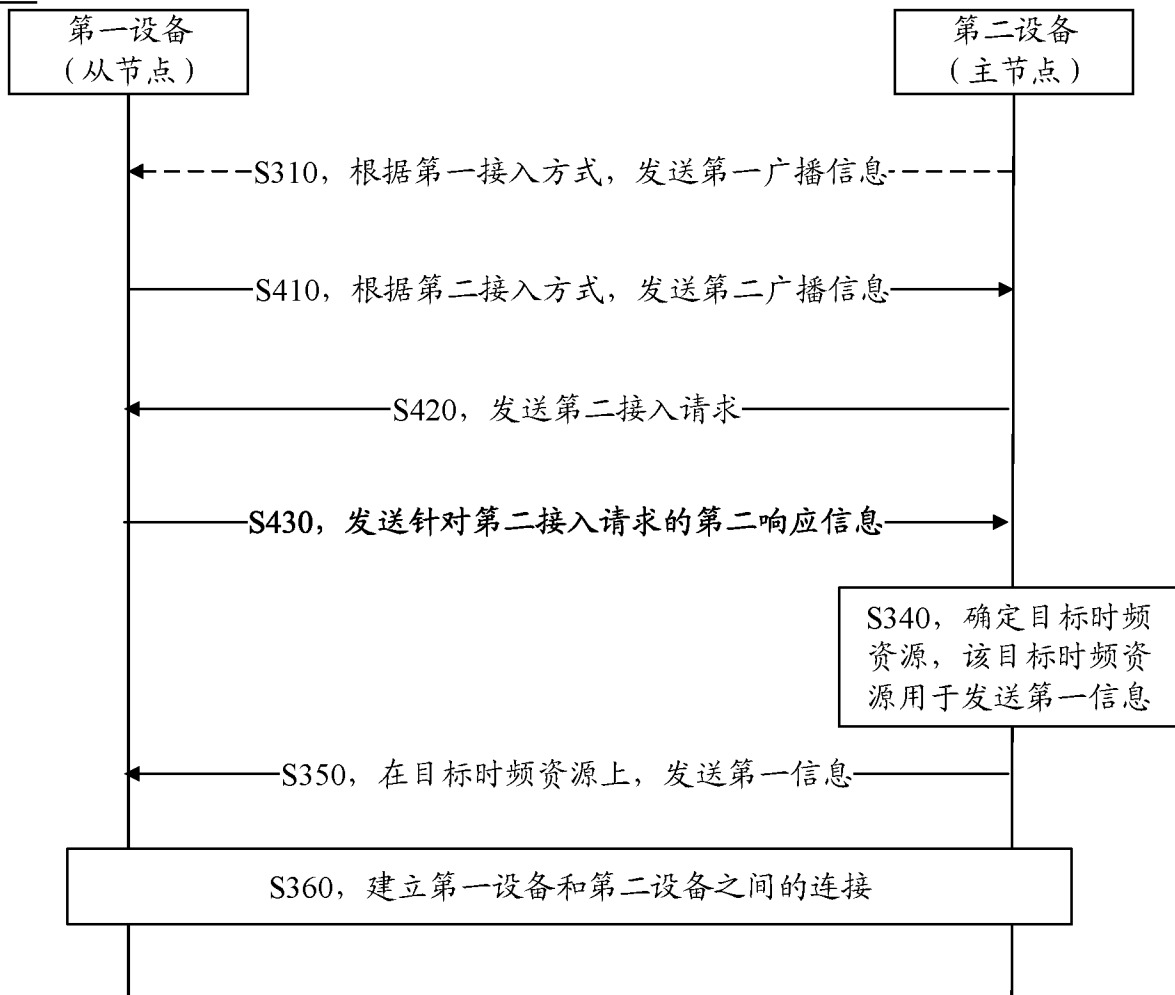 第一设备
（从节点）
第二设备
（主节点）
S310，根据第一接入方式，发送第一广播信息
S410，根据第二接入方式，发送第二广播信息
S420，发送第二接入请求
S430，发送针对第二接入请求的第二响应信息
S340，确定目标时频
资源，该目标时频资
源用于发送第一信息
S350，在目标时频资源上，发送第一信息
S360，建立第一设备和第二设备之间的连接